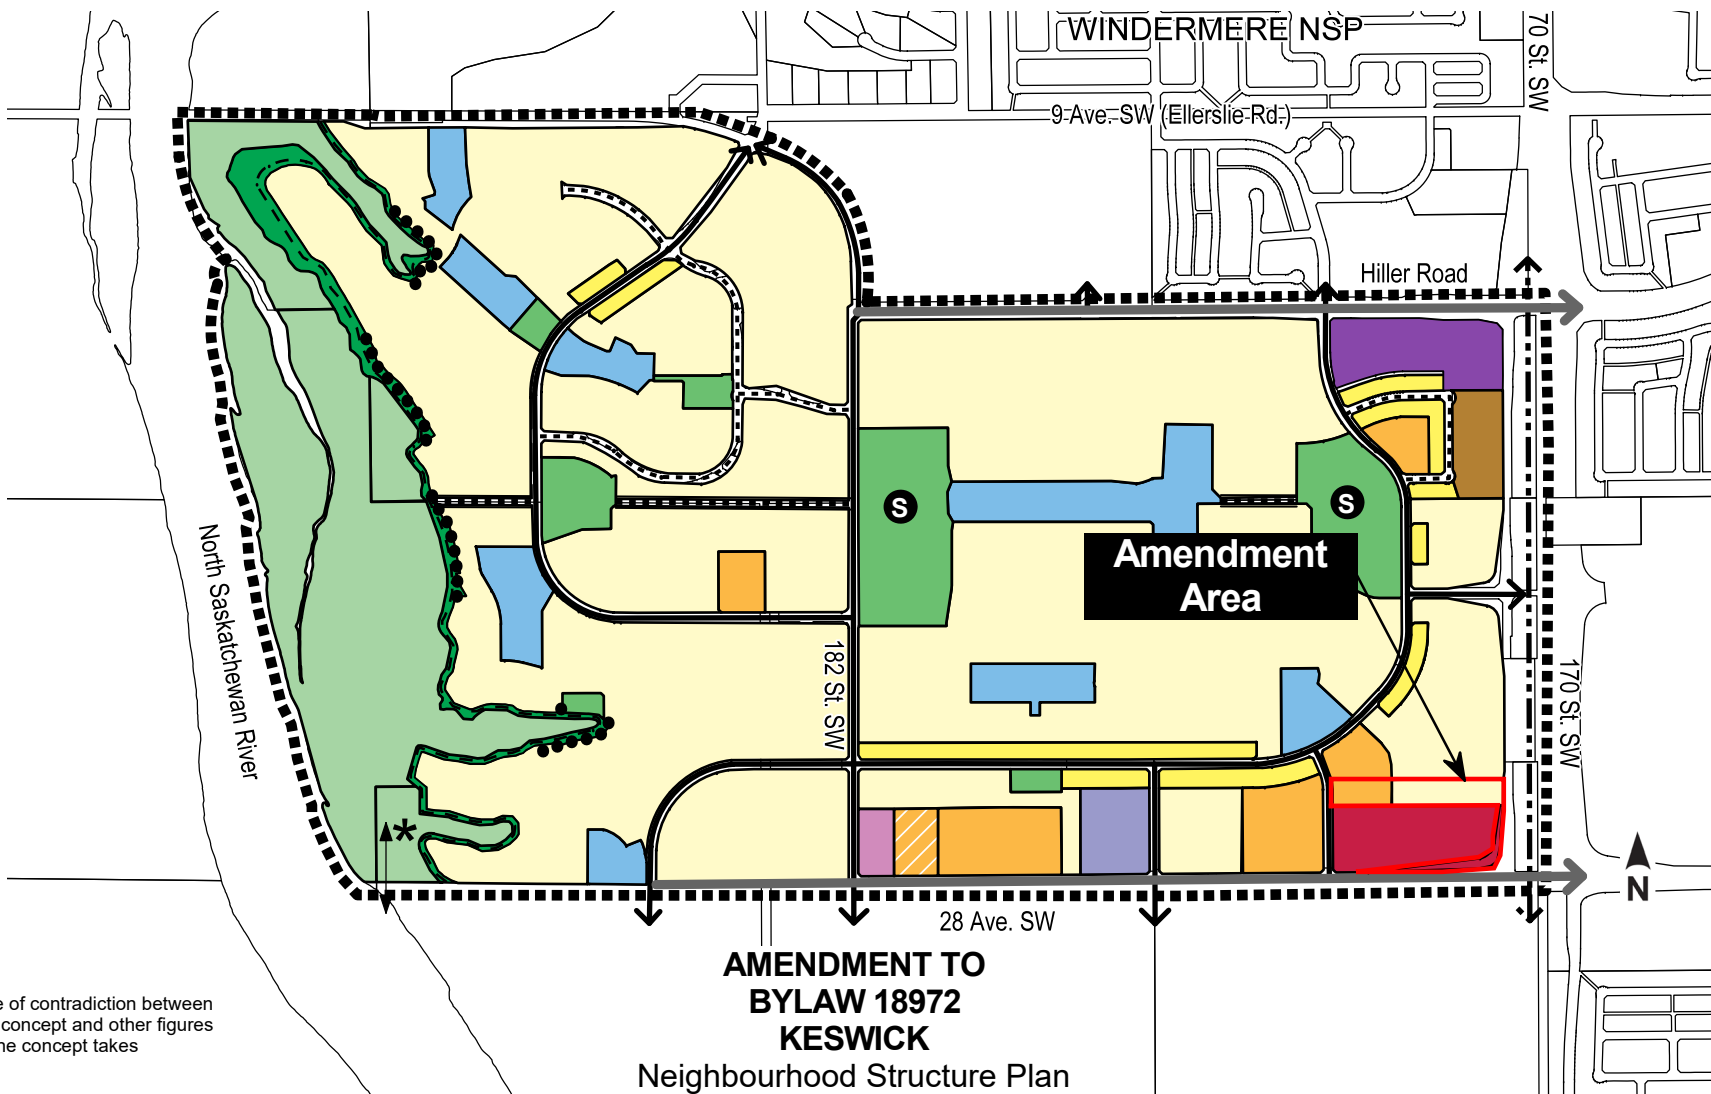 WINDERMERE NSP
170 St. SW
9 Ave. SW (Ellerslie Rd.)
Hiller Road
S
S
Amendment
Area
North Saskatchewan River
182 St. SW
170 St. SW
*
N
28 Ave. SW
AMENDMENT TO
BYLAW 18972
KESWICK
Neighbourhood Structure Plan
of contradiction between
concept and other figures
concept takes